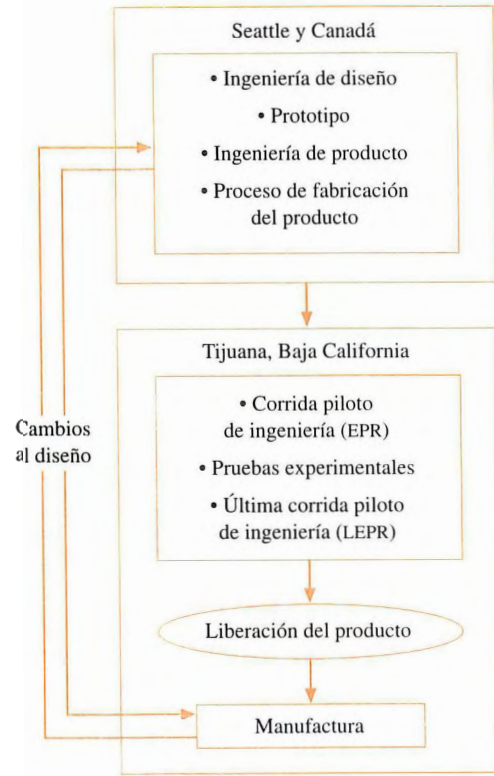 Seattle y Canadá
• Ingeniería de diseño
• Prototipo
• Ingeniería de producto
• Proceso de fabricación
del producto
Tijuana, Baja California
• Corrida piloto
de ingeniería (EPR)
• Pruebas experimentales
• Última corrida piloto
de ingeniería (LEPR)
Cambios
al diseño
Liberación del producto
Manufactura